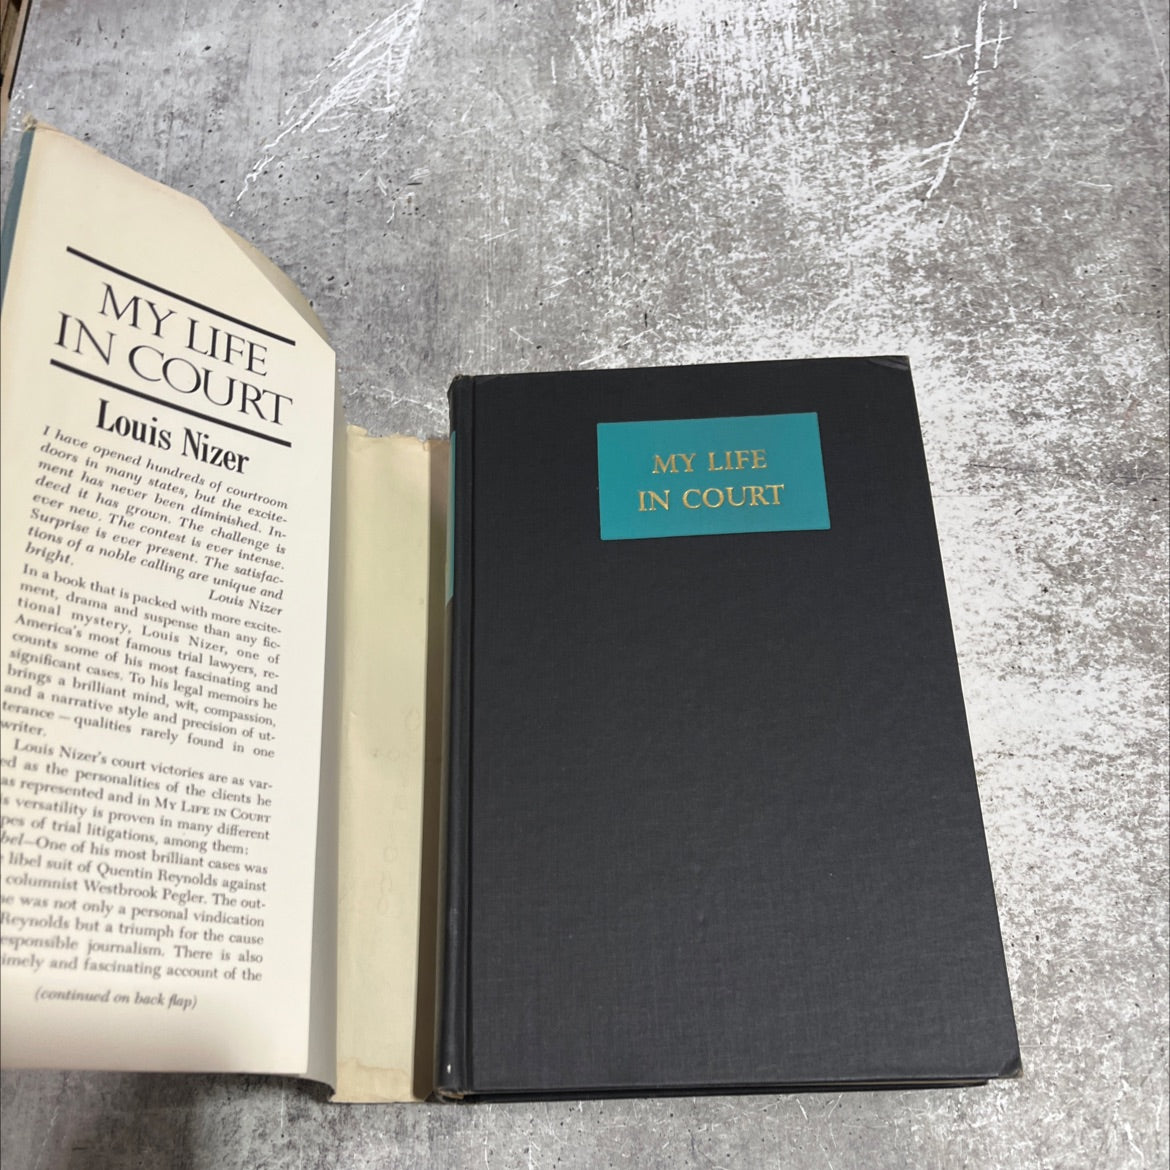 MY LIFE
IN COURT
Louis Nizer
I have opened hundreds of courtroom
doors in many states, but the excite-
ment has never been diminished. In-
deed it has grown. The challenge is
ever new. The contest is ever intense.
Surprise is ever present. The satisfac-
tions of a noble calling are unique and
bright.
Louis Nizer
In a book that is packed with more excite-
ment, drama and suspense than any fic-
tional mystery, Louis Nizer, one of
America's most famous trial lawyers, re-
counts some of his most fascinating and
significant cases. To his legal memoirs he
brings a brilliant mind, wit, compassion,
and a narrative style and precision of ut-
terance — qualities rarely found in one
writer.
Louis Nizer's court victories are as var-
ed as the personalities of the clients he
as represented and in MY LIFE IN COURT
is versatility is proven in many different
pes of trial litigations, among them:
bel—One of his most brilliant cases was
libel suit of Quentin Reynolds against
columnist Westbrook Pegler. The out-
e was not only a personal vindication
Reynolds but a triumph for the cause
esponsible journalism. There is also
imely and fascinating account of the
(continued on back flap)
MY LIFE
IN COURT